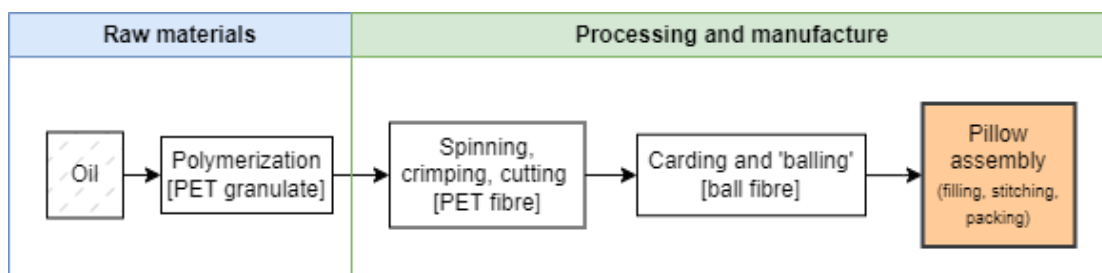 Raw materials
Processing and manufacture
Oil
Polymerization
[PET granulate]
Spinning,
crimping, cutting
[PET fibre]
Carding and 'balling'
[ball fibre]
Pillow
assembly
(filling, stitching,
packing)